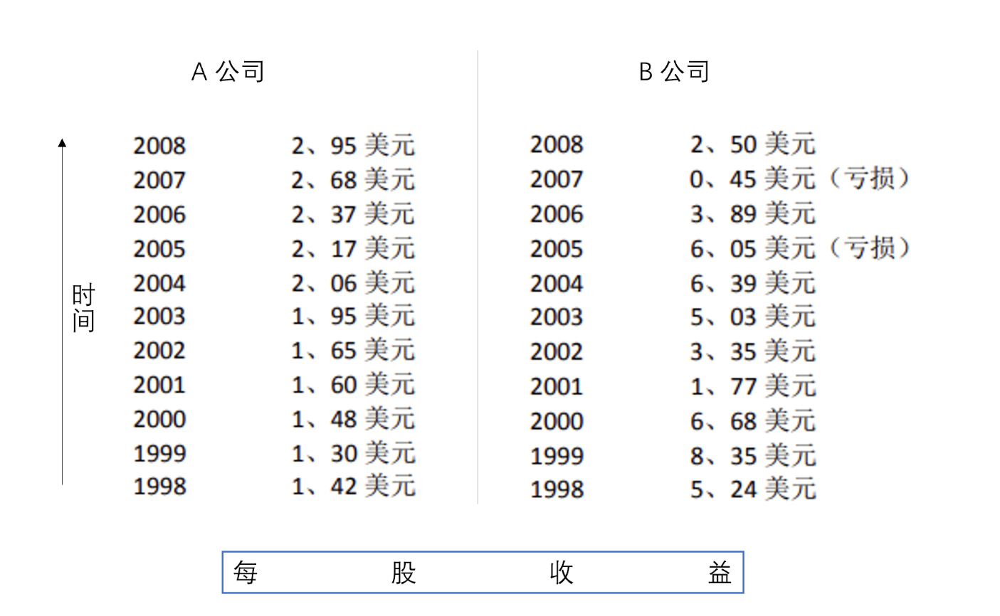 A 公司
B 公司
2008 2、95 美元 2008 2、50 美元
2007 2、68 美元 2007 0、45 美元（亏损）
2006 2、37 美元 2006 3、89 美元
2005 2、17 美元 2005 6、05 美元（亏损）
2004 2、06 美元 2004 6、39 美元
2003 1、95 美元 2003 5、03 美元
2002 1、65 美元 2002 3、35 美元
2001 1、60 美元 2001 1、77 美元
2000 1、48 美元 2000 6、68 美元
1999 1、30 美元 1999 8、35 美元
1998 1、42 美元 1998 5、24 美元
时间
每 股 收 益